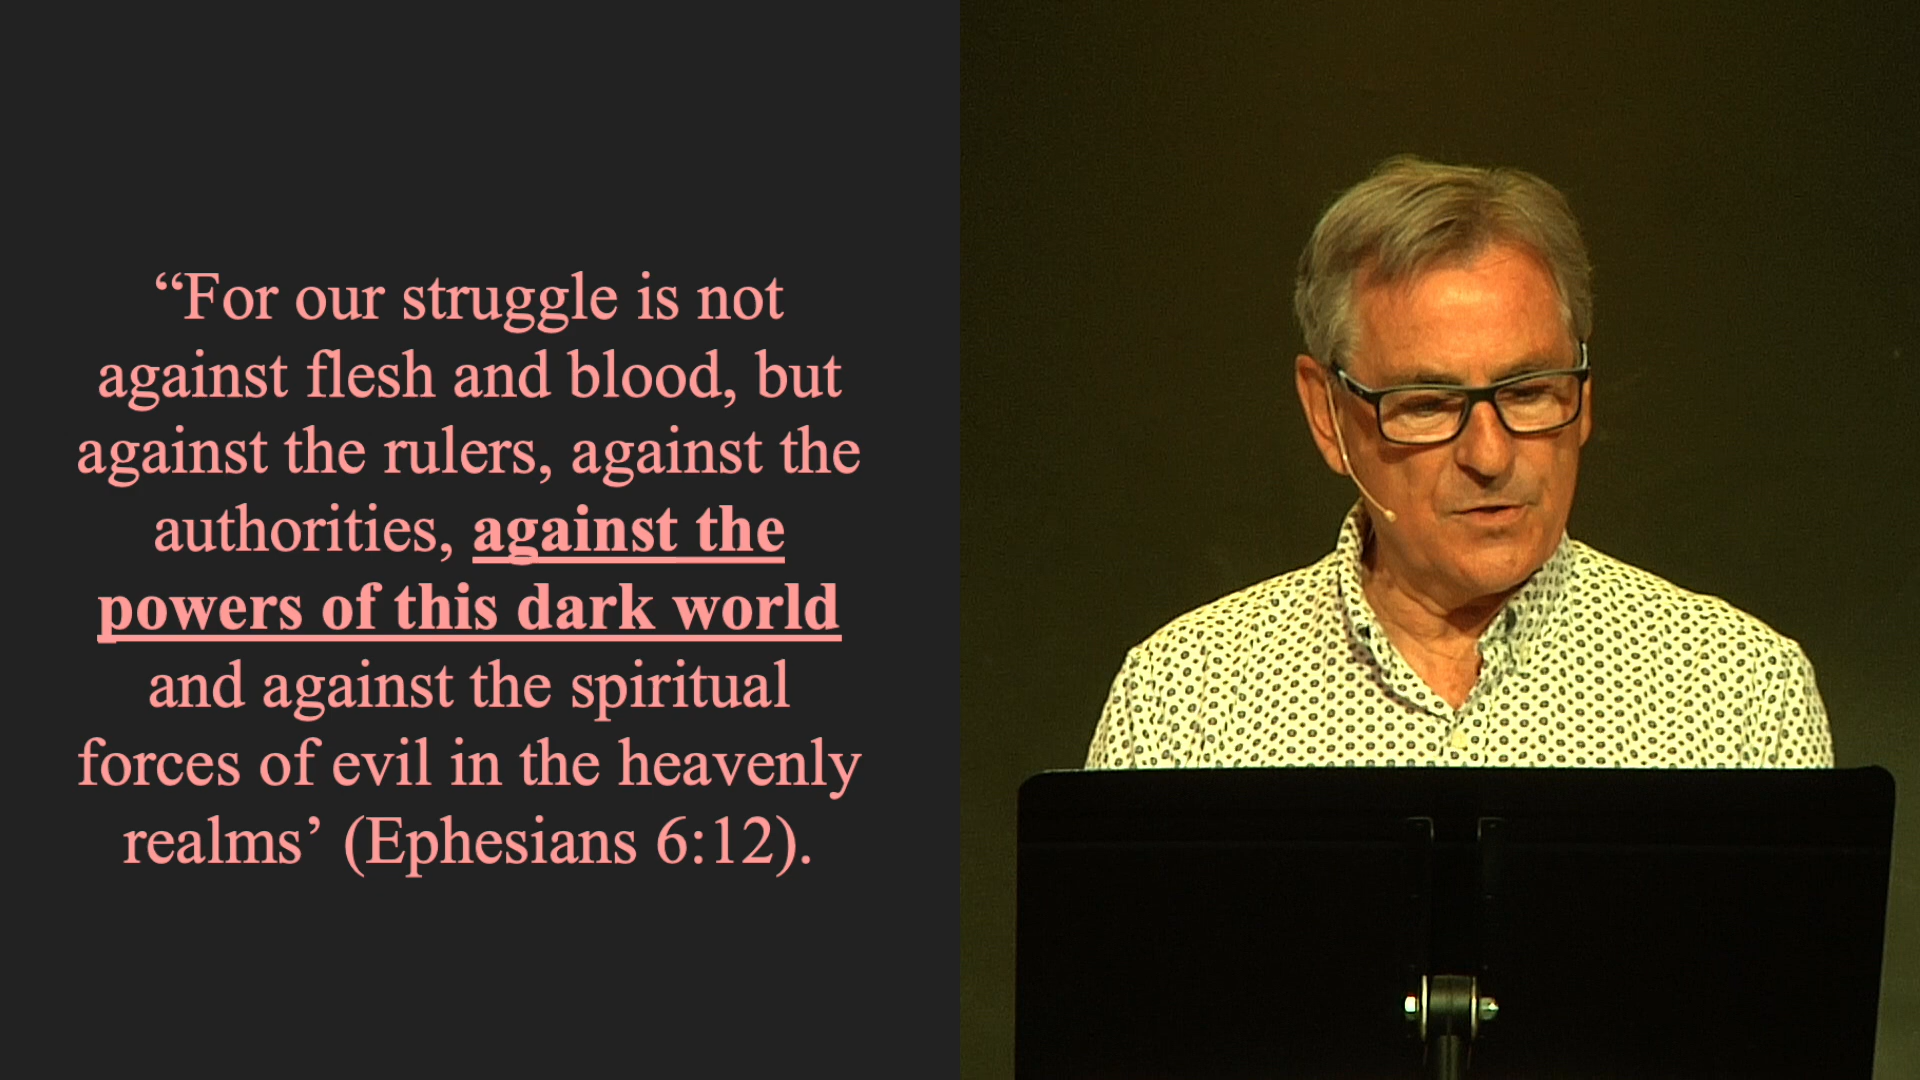 “For our struggle is not
against flesh and blood, but
against the rulers, against the
authorities, against the
powers of this dark world
and against the spiritual
forces of evil in the heavenly
realms’ (Ephesians 6:12).